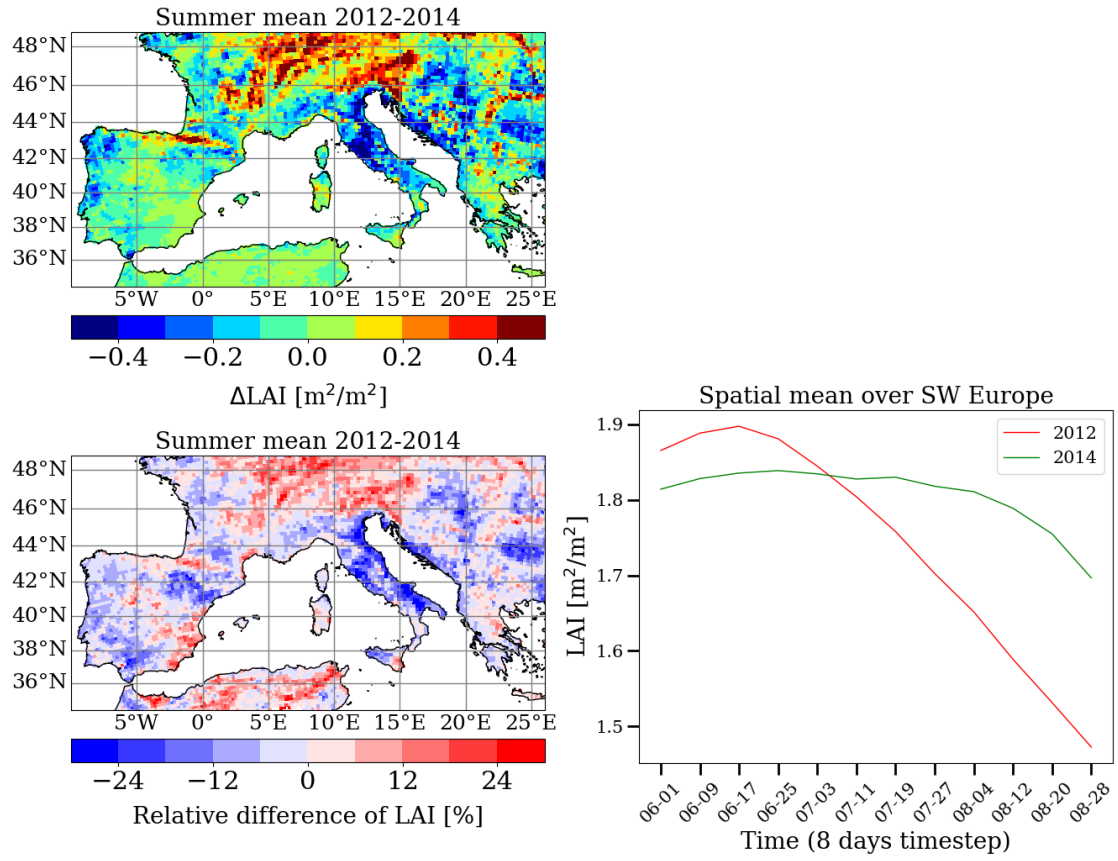 Summer mean 2012-2014
48°N
46°N
44°N
42°N
40°N
38°N
36°N
5°W 0° 5°E 10°E 15°E 20°E 25°E
−0.4 −0.2 0.0 0.2 0.4
ΔLAI [m²/m²]
Summer mean 2012-2014
48°N
46°N
44°N
42°N
40°N
38°N
36°N
5°W 0° 5°E 10°E 15°E 20°E 25°E
−24 −12 0 12 24
Relative difference of LAI [%]
Spatial mean over SW Europe
2012
2014
LAI [m²/m²]
1.9
1.8
1.7
1.6
1.5
06-01 06-09 06-17 06-25 07-03 07-11 07-19 07-27 08-04 08-12 08-20 08-28
Time (8 days timestep)